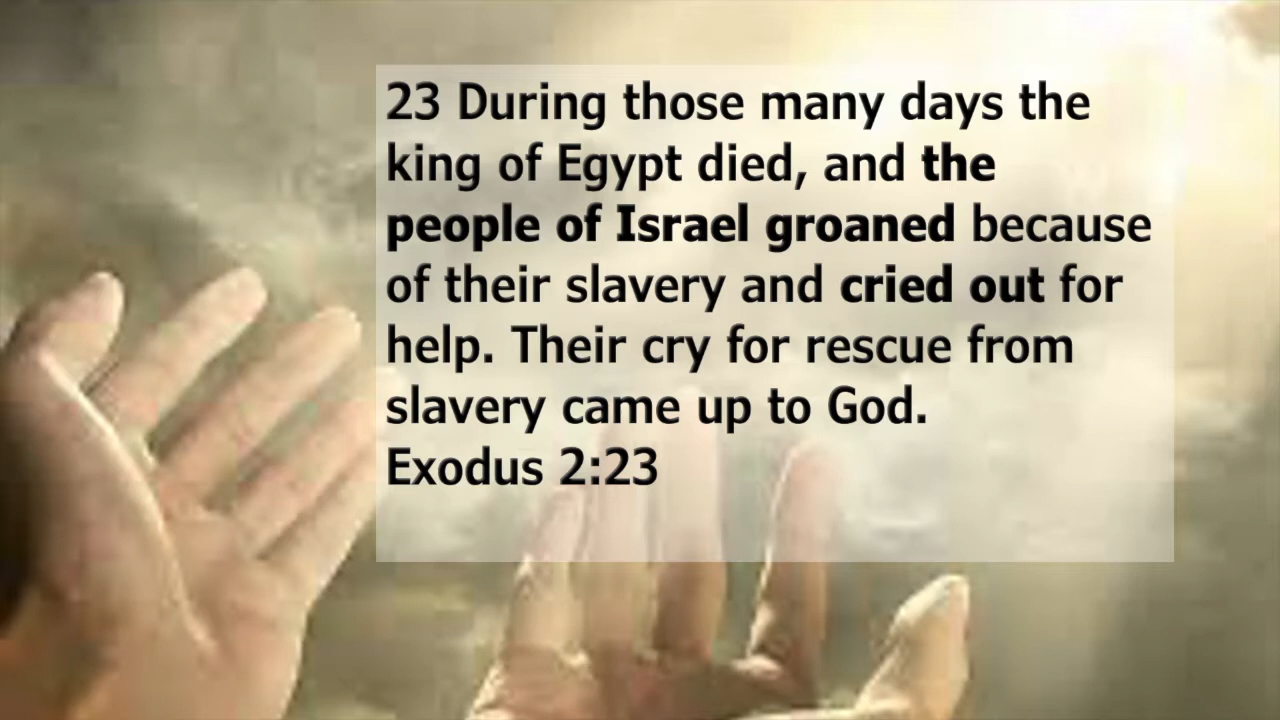 23 During those many days the
king of Egypt died, and the
people of Israel groaned because
of their slavery and cried out for
help. Their cry for rescue from
slavery came up to God.
Exodus 2:23